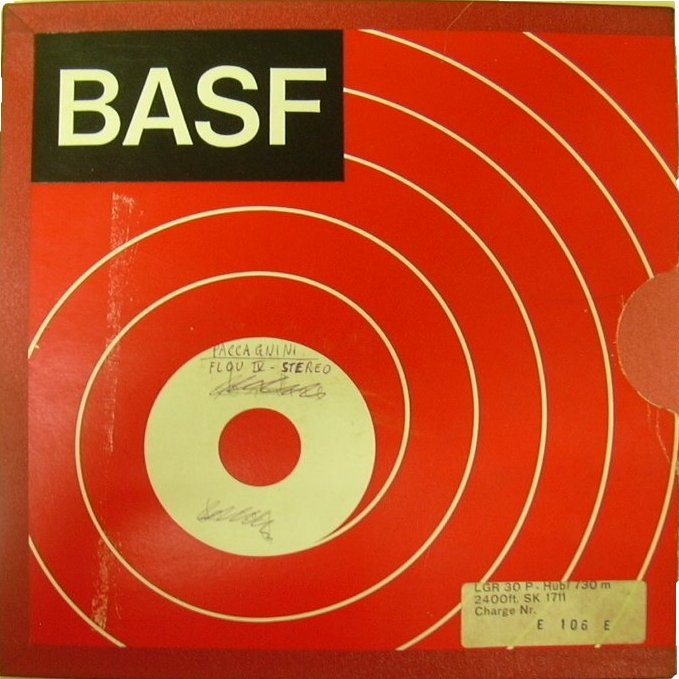 BASF
PACCAGNINI
FLOU IV - STEREO
LGR 30 P - Hub! 730 m
2400ft. SK 1711
Charge Nr.
E 106 E